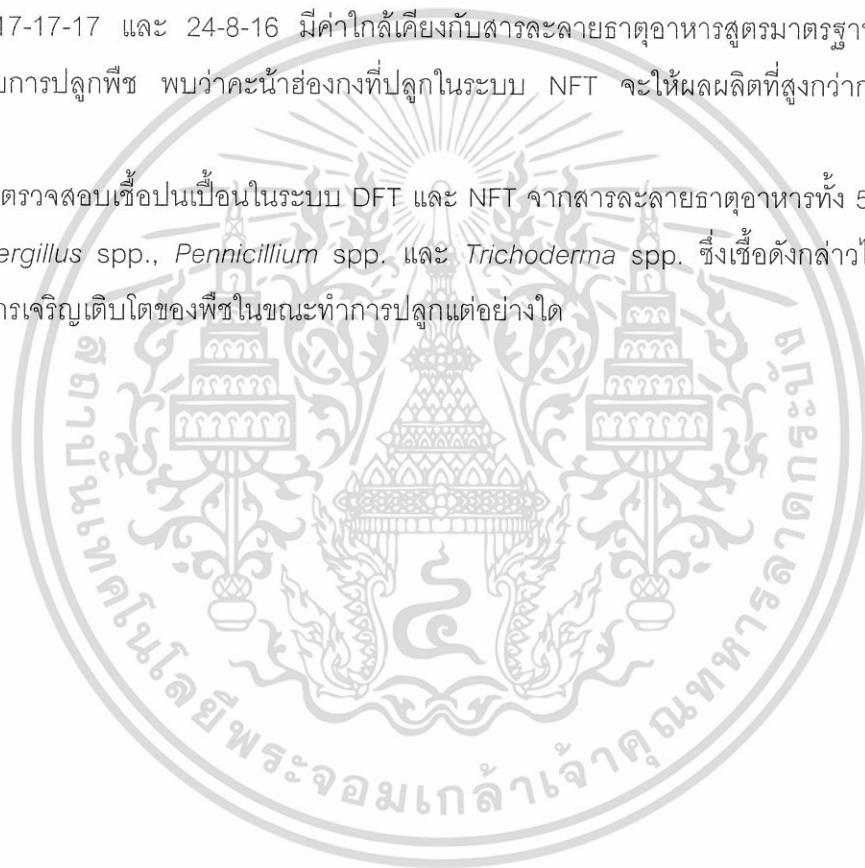 17-17-17 และ 24-8-16 มีค่าใกล้เคียงกับสารละลายธาตุอาหารสูตรมาตรฐาน
บการปลูกพืช พบว่าคะน้าฮ่องกงที่ปลูกในระบบ NFT จะให้ผลผลิตที่สูงกว่าก
ตรวจสอบเชื้อปนเปื้อนในระบบ DFT และ NFT จากสารละลายธาตุอาหารทั้ง 5
ergillus spp., Pennicillium spp. และ Trichoderma spp. ซึ่งเชื้อดังกล่าวไ
ารเจริญเติบโตของพืชในขณะทำการปลูกแต่อย่างใด
สถาบันเทคโนโลยีพระจอมเกล้าเจ้าคุณทหารลาดกระบัง